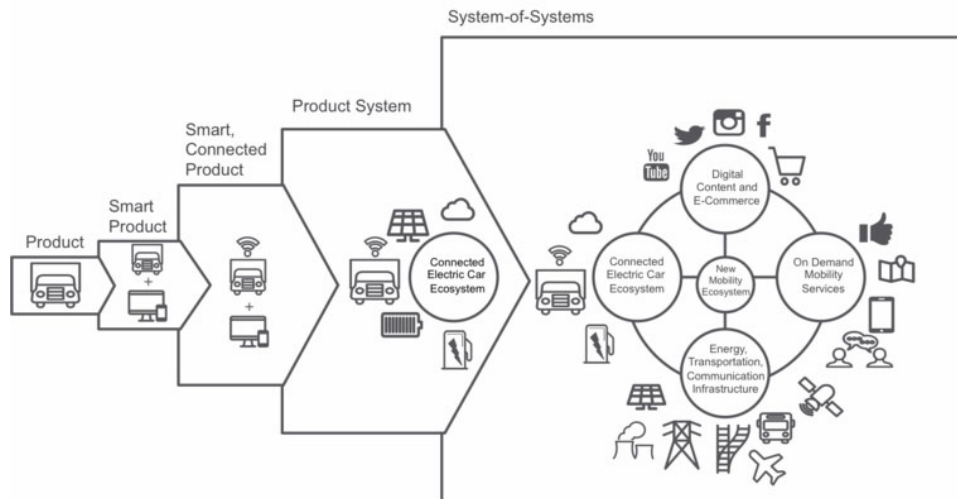 System-of-Systems
Product System
Smart,
Connected
Product
Smart
Product
Product
You
Tube
f
Digital
Content and
E-Commerce
Connected
Electric Car
Ecosystem
Connected
Electric Car
Ecosystem
New
Mobility
Ecosystem
On Demand
Mobility
Services
Energy,
Transportation,
Communication
Infrastructure